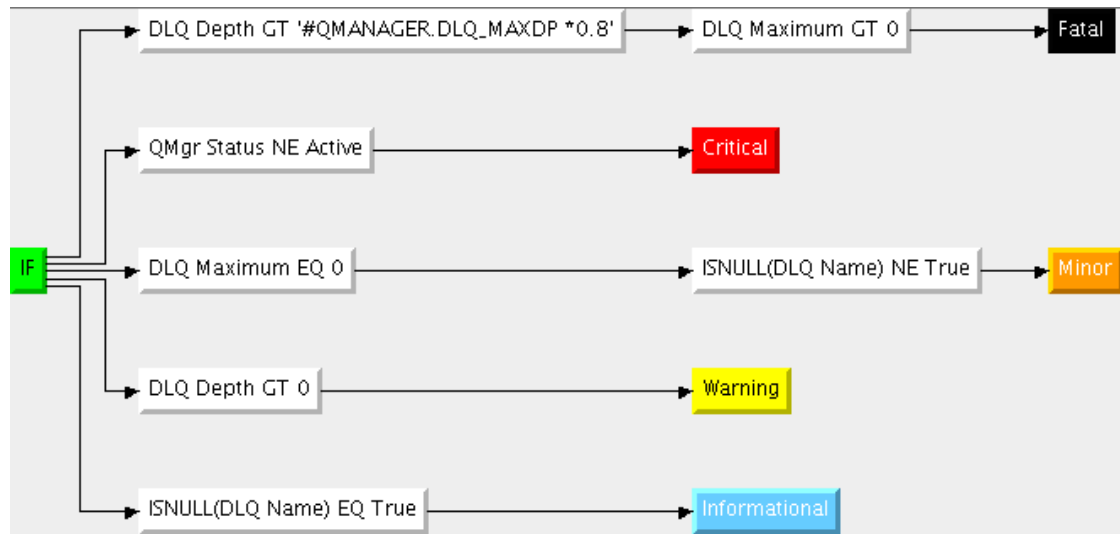 DLQ Depth GT '#QMANAGER.DLQ_MAXDP *0.8' DLQ Maximum GT 0 Fatal
QMgr Status NE Active Critical
IF DLQ Maximum EQ 0 ISNULL(DLQ Name) NE True Minor
DLQ Depth GT 0 Warning
ISNULL(DLQ Name) EQ True Informational